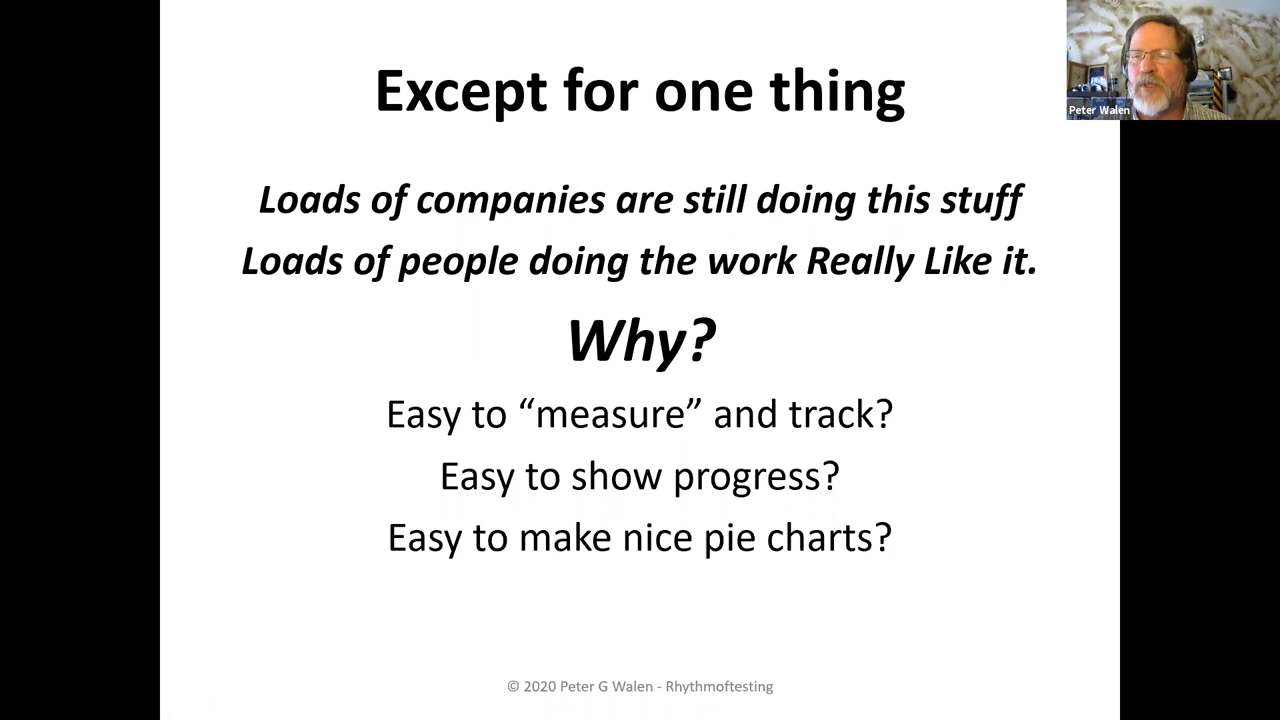 Except for one thing
Peter Walen
Loads of companies are still doing this stuff
Loads of people doing the work Really Like it.
Why?
Easy to “measure” and track?
Easy to show progress?
Easy to make nice pie charts?
© 2020 Peter G Walen - Rhythmoftesting